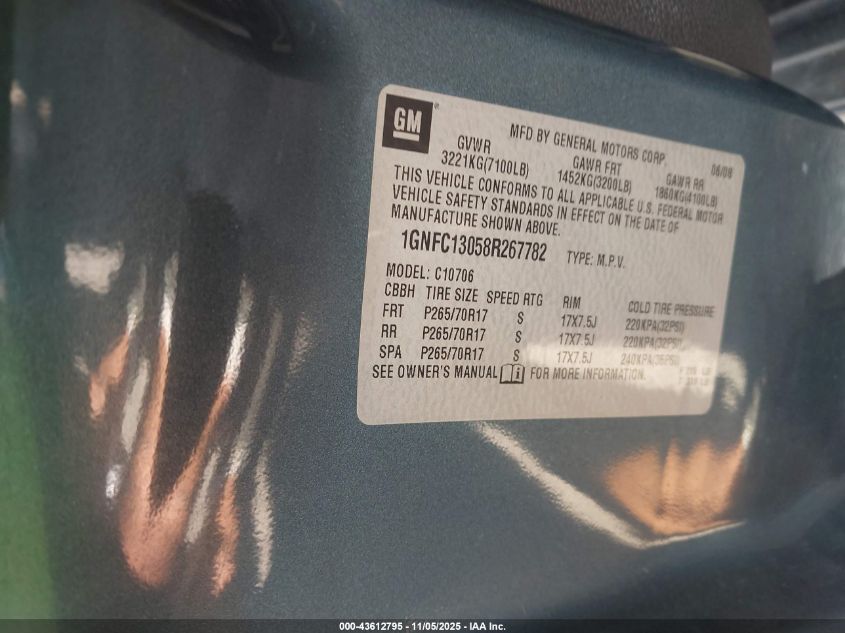 GM
MFD BY GENERAL MOTORS CORP. 06/08
GVWR GAWR FRT GAWR RR
3221KG(7100LB) 1452KG(3200LB) 1860KG(4100LB)
THIS VEHICLE CONFORMS TO ALL APPLICABLE U.S. FEDERAL MOTOR
VEHICLE SAFETY STANDARDS IN EFFECT ON THE DATE OF
MANUFACTURE SHOWN ABOVE.
1GNFC13058R267782 TYPE: M.P.V.
MODEL: C10706
CBBH TIRE SIZE SPEED RTG RIM COLD TIRE PRESSURE
FRT P265/70R17 S 17X7.5J 220KPA(32PSI)
RR P265/70R17 S 17X7.5J 220KPA(32PSI)
SPA P265/70R17 S 17X7.5J 240KPA(35PSI)
SEE OWNER'S MANUAL FOR MORE INFORMATION.
000-43612795 - 11/05/2025 - IAA Inc.